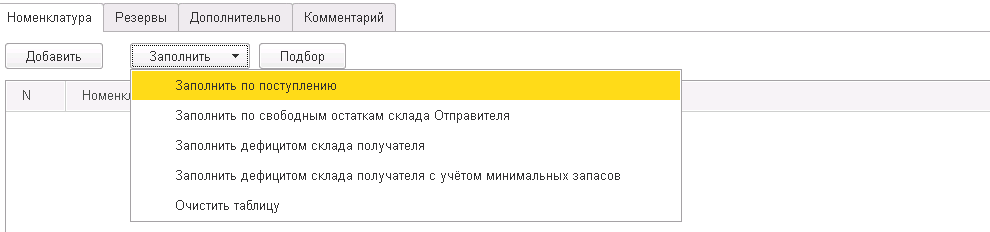 Номенклатура Резервы Дополнительно Комментарий
Добавить Заполнить Подбор
Заполнить по поступлению
N Номенкл
Заполнить по свободным остаткам склада Отправителя
Заполнить дефицитом склада получателя
Заполнить дефицитом склада получателя с учётом минимальных запасов
Очистить таблицу